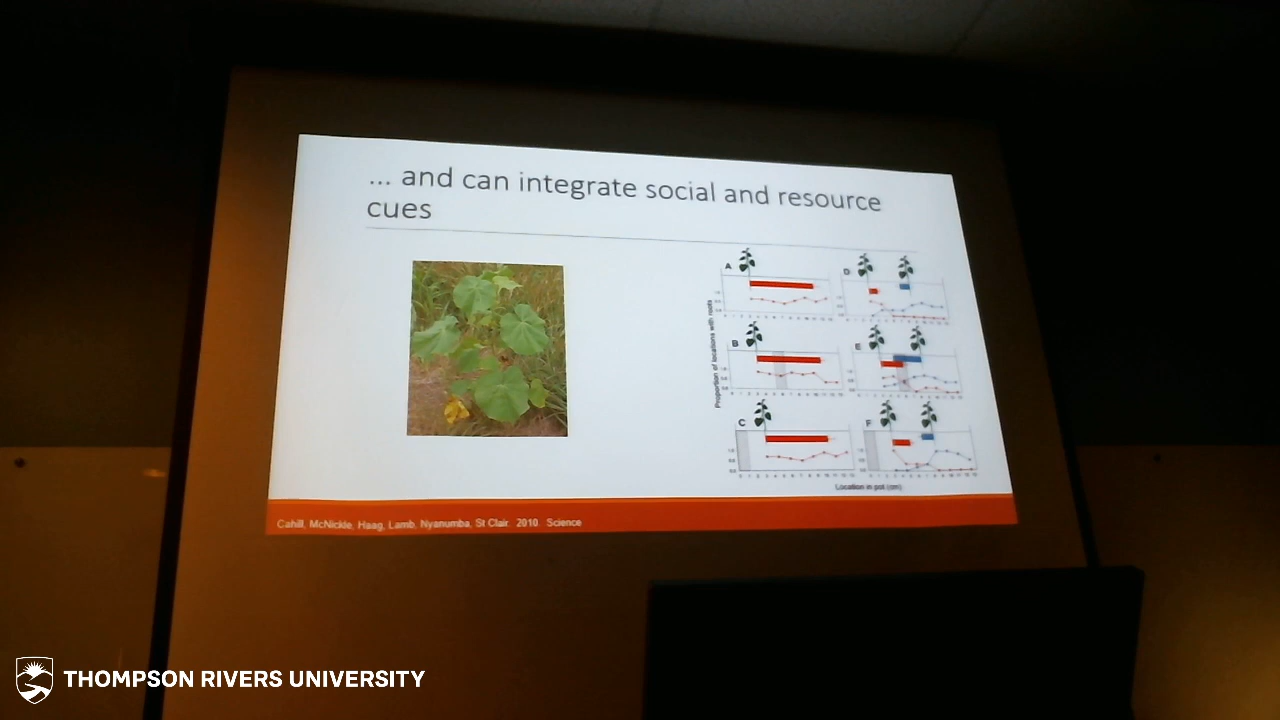 ... and can integrate social and resource
cues
A
D
B
E
C
F
Proportion of locations with roots
Location in pot (cm)
Cahill, McNickle, Haag, Lamb, Nyanumba, St Clair. 2010. Science
THOMPSON RIVERS UNIVERSITY